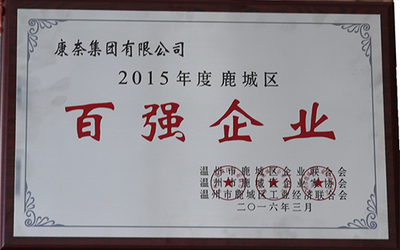 康奈集团有限公司
2015年度鹿城区
百强企业
温州市鹿城区企业联合会
温州市鹿城区企业家协会
温州市鹿城区工业经济联合会
二〇一六年三月